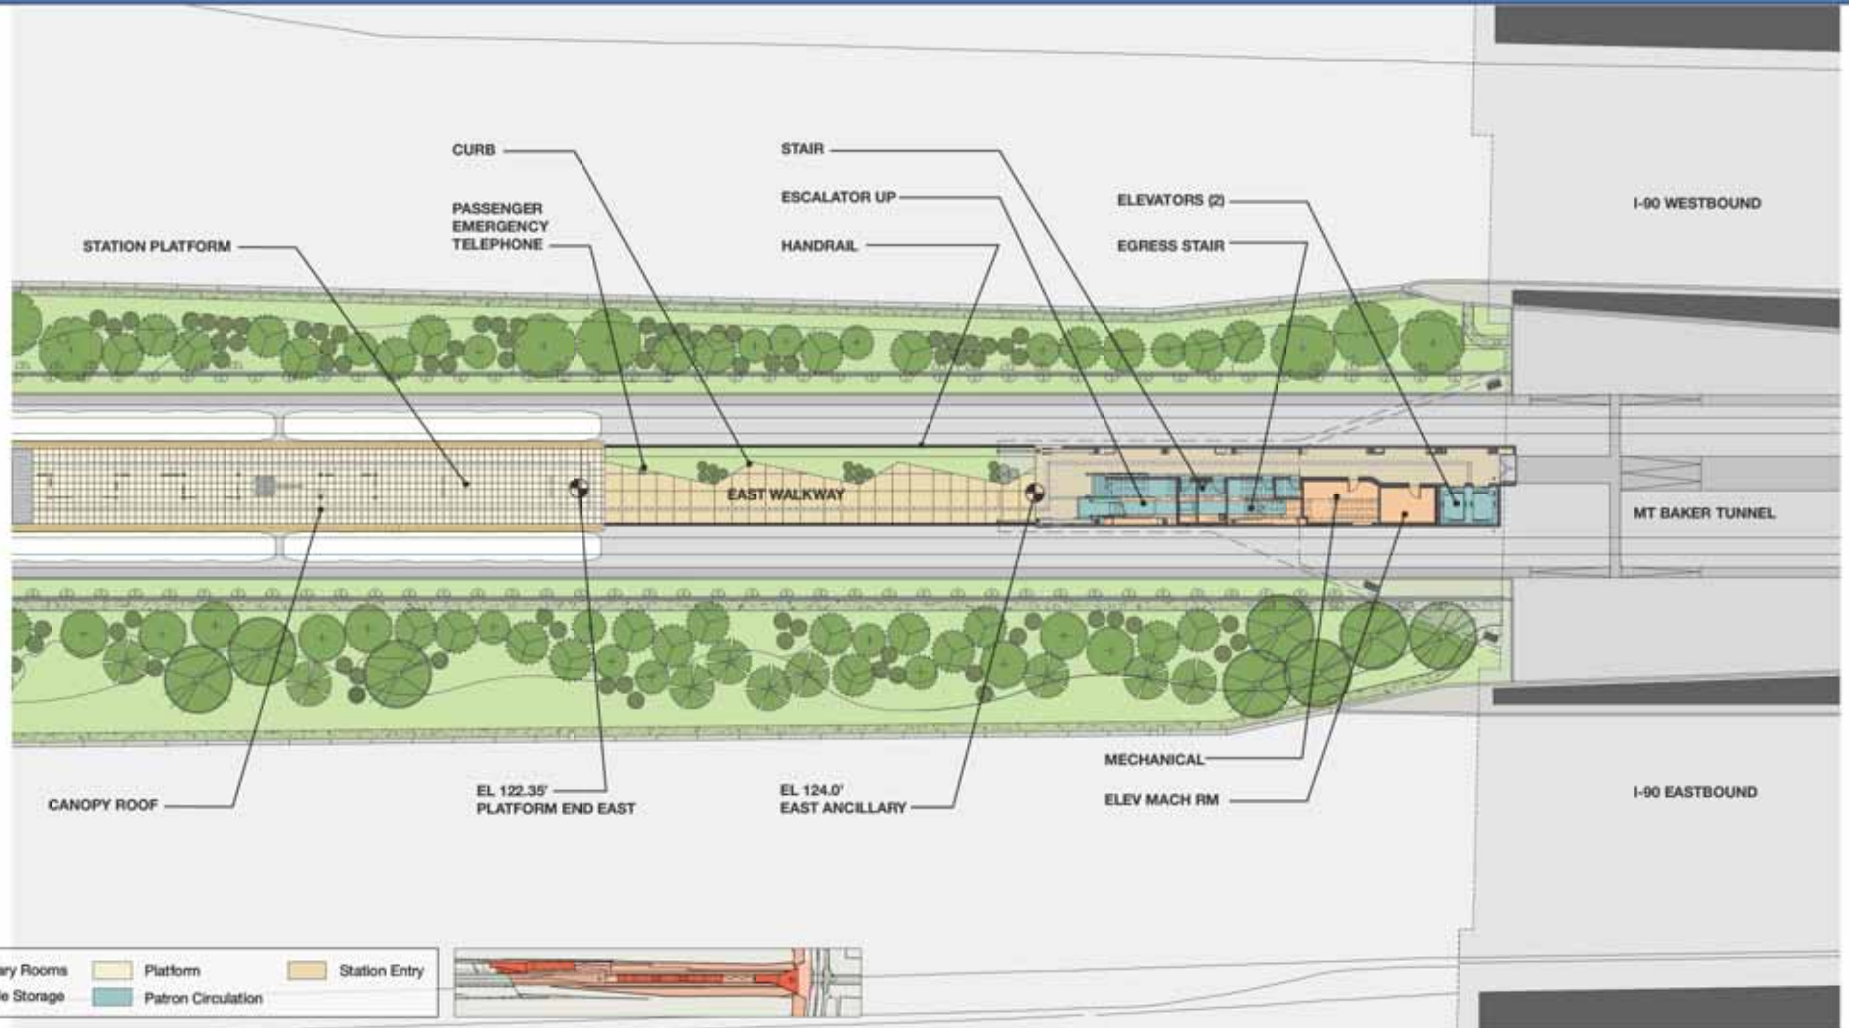 CURB
STAIR
ESCALATOR UP
ELEVATORS (2)
I-90 WESTBOUND
PASSENGER
EMERGENCY
TELEPHONE
STATION PLATFORM
HANDRAIL
EGRESS STAIR
EAST WALKWAY
MT BAKER TUNNEL
MECHANICAL
EL 122.35'
PLATFORM END EAST
EL 124.0'
EAST ANCILLARY
ELEV MACH RM
I-90 EASTBOUND
CANOPY ROOF
ary Rooms
Platform
Station Entry
le Storage
Patron Circulation